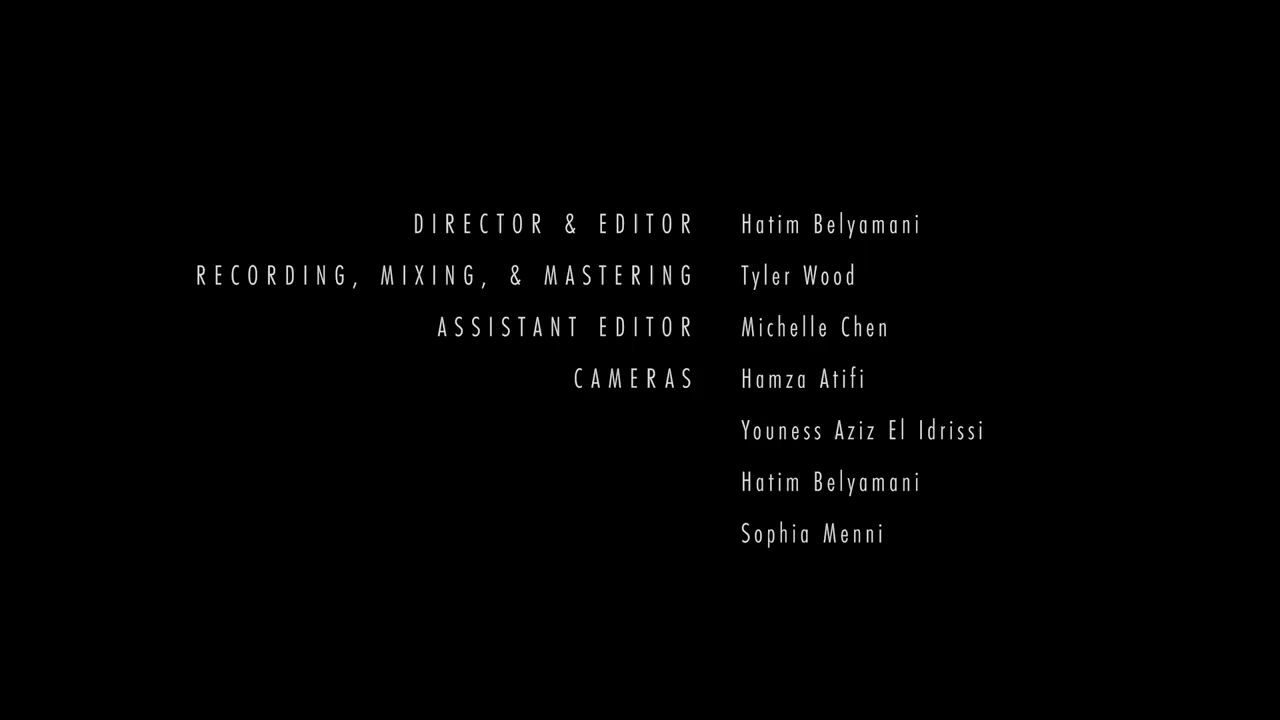 DIRECTOR & EDITOR Hatim Belyamani
RECORDING, MIXING, & MASTERING Tyler Wood
ASSISTANT EDITOR Michelle Chen
CAMERAS Hamza Atifi
Youness Aziz El Idrissi
Hatim Belyamani
Sophia Menni